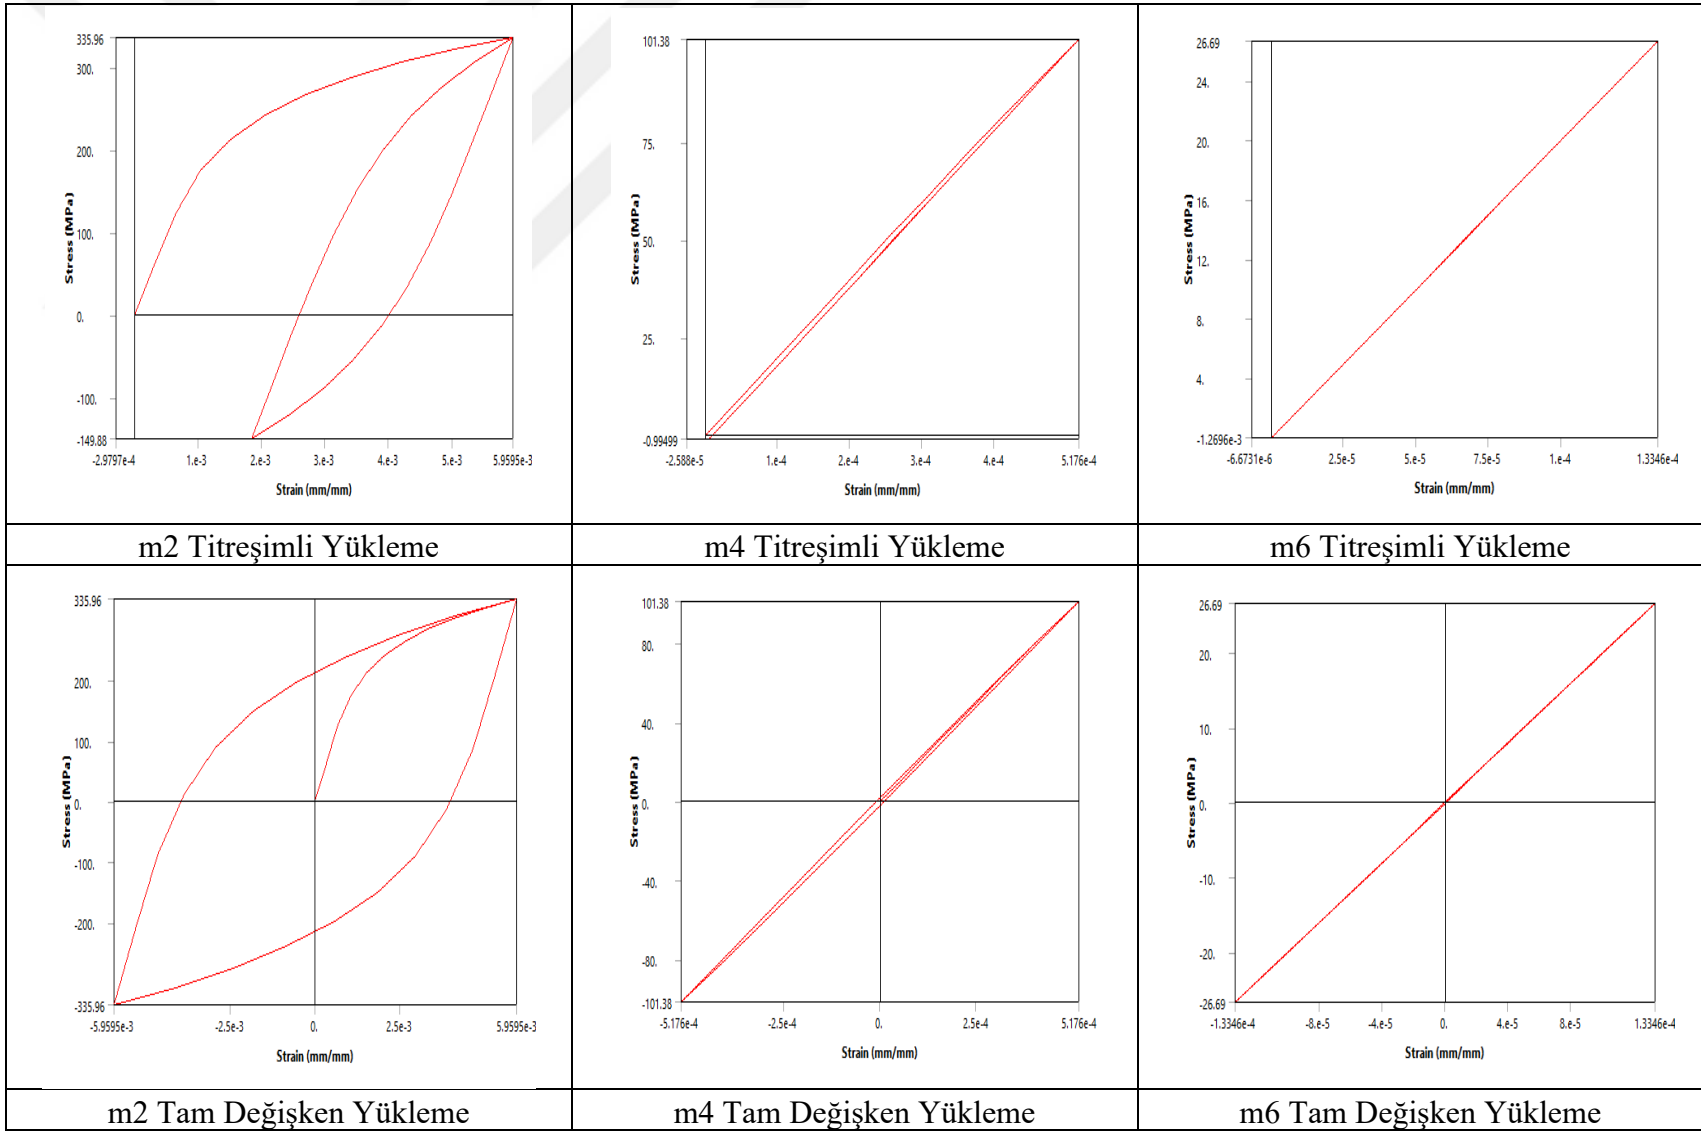 335.96
300.
200.
100.
0.
-100.
-149.88
-2.9797e-4
1.e-3
2.e-3
3.e-3
4.e-3
5.e-3
5.9595e-3
Stress (MPa)
Strain (mm/mm)
101.38
75.
50.
25.
-0.99499
-2.588e-5
1.e-4
2.e-4
3.e-4
4.e-4
5.176e-4
Stress (MPa)
Strain (mm/mm)
26.69
24.
20.
16.
12.
8.
4.
-1.2696e-3
-6.6731e-6
2.5e-5
5.e-5
7.5e-5
1.e-4
1.3346e-4
Stress (MPa)
Strain (mm/mm)
m2 Titreşimli Yükleme
m4 Titreşimli Yükleme
m6 Titreşimli Yükleme
335.96
200.
100.
0.
-100.
-200.
-335.96
-5.9595e-3
-2.5e-3
0.
2.5e-3
5.9595e-3
Stress (MPa)
Strain (mm/mm)
101.38
80.
40.
0.
-40.
-80.
-101.38
-5.176e-4
-2.5e-4
0.
2.5e-4
5.176e-4
Stress (MPa)
Strain (mm/mm)
26.69
20.
10.
0.
-10.
-20.
-26.69
-1.3346e-4
-8.e-5
-4.e-5
0.
4.e-5
8.e-5
1.3346e-4
Stress (MPa)
Strain (mm/mm)
m2 Tam Değişken Yükleme
m4 Tam Değişken Yükleme
m6 Tam Değişken Yükleme